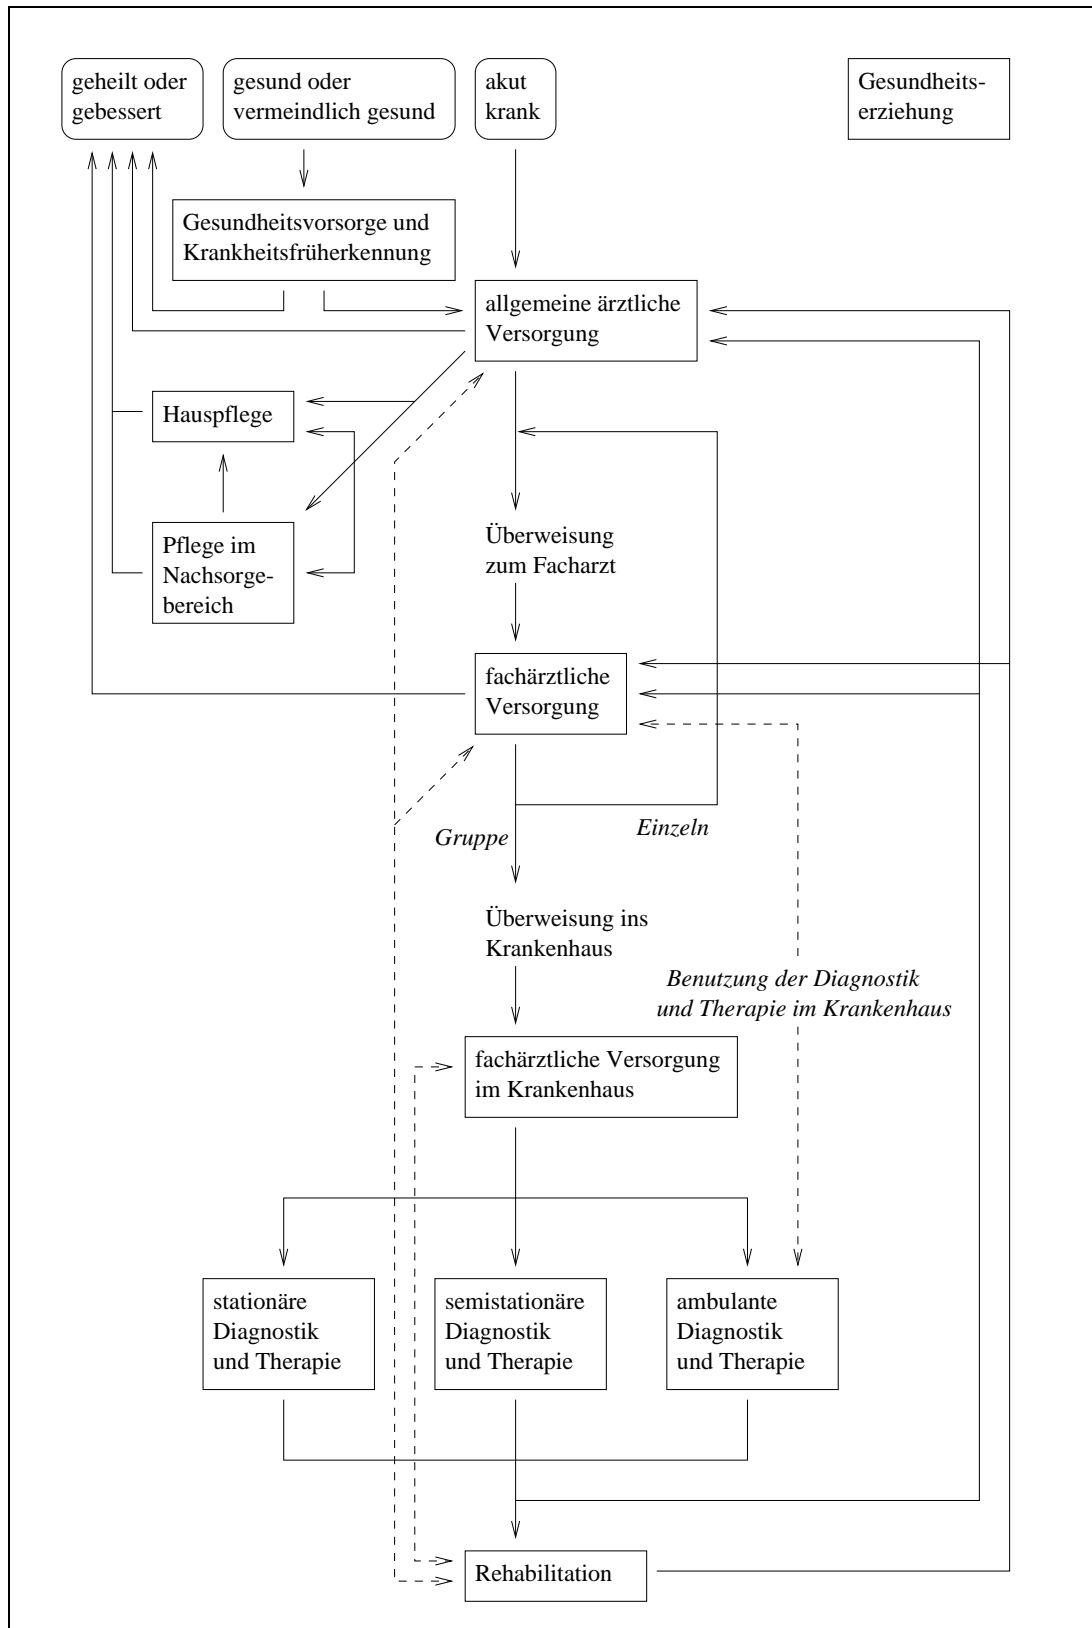 geheilt oder
gebessert
gesund oder
vermeindlich gesund
akut
krank
Gesundheits-
erziehung
Gesundheitsvorsorge und
Krankheitsfrüherkennung
allgemeine ärztliche
Versorgung
Hauspflege
Pflege im
Nachsorge-
bereich
Überweisung
zum Facharzt
fachärztliche
Versorgung
Gruppe
Einzeln
Überweisung ins
Krankenhaus
Benutzung der Diagnostik
und Therapie im Krankenhaus
fachärztliche Versorgung
im Krankenhaus
stationäre
Diagnostik
und Therapie
semistationäre
Diagnostik
und Therapie
ambulante
Diagnostik
und Therapie
Rehabilitation